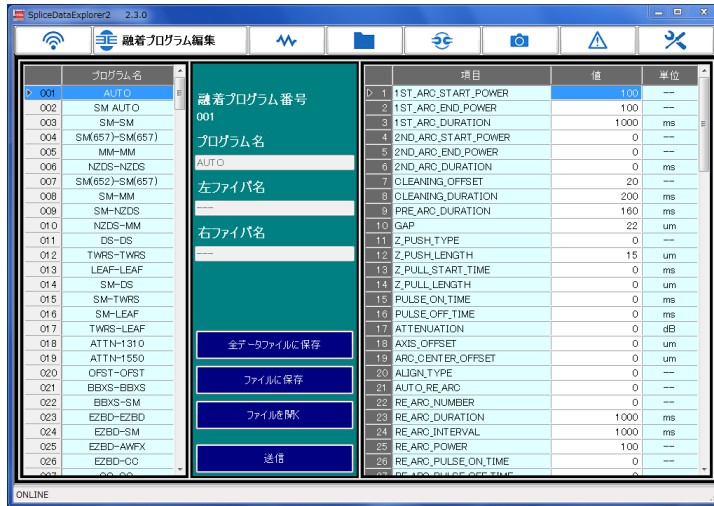 SpliceDataExplorer2 2.3.0
融着プログラム編集
プログラム名
001 AUTO
002 SM AUTO
003 SM-SM
004 SM(657)-SM(657)
005 MM-MM
006 NZDS-NZDS
007 SM(652)-SM(657)
008 SM-MM
009 SM-NZDS
010 NZDS-MM
011 DS-DS
012 TWRS-TWRS
013 LEAF-LEAF
014 SM-DS
015 SM-TWRS
016 SM-LEAF
017 TWRS-LEAF
018 ATTN-1310
019 ATTN-1550
020 OFST-OFST
021 BBXS-BBXS
022 BBXS-SM
023 EZBD-EZBD
024 EZBD-SM
025 EZBD-AWFX
026 EZBD-CC
027 CC-CC
融着プログラム番号
001
プログラム名
AUTO
左ファイバ名
---
右ファイバ名
---
全データファイルに保存
ファイルに保存
ファイルを開く
送信
項目 値 単位
1 1ST_ARC_START_POWER 100 --
2 1ST_ARC_END_POWER 100 --
3 1ST_ARC_DURATION 1000 ms
4 2ND_ARC_START_POWER 0 --
5 2ND_ARC_END_POWER 0 --
6 2ND_ARC_DURATION 0 ms
7 CLEANING_OFFSET 20 --
8 CLEANING_DURATION 200 ms
9 PRE_ARC_DURATION 160 ms
10 GAP 22 um
11 Z_PUSH_TYPE 0 --
12 Z_PUSH_LENGTH 15 um
13 Z_PULL_START_TIME 0 ms
14 Z_PULL_LENGTH 0 um
15 PULSE_ON_TIME 0 ms
16 PULSE_OFF_TIME 0 ms
17 ATTENUATION 0 dB
18 AXIS_OFFSET 0 um
19 ARC_CENTER_OFFSET 0 um
20 ALIGN_TYPE 0 --
21 AUTO_RE_ARC 0 --
22 RE_ARC_NUMBER 0 --
23 RE_ARC_DURATION 1000 ms
24 RE_ARC_INTERVAL 1000 ms
25 RE_ARC_POWER 100 --
26 RE_ARC_PULSE_ON_TIME 0 ms
27 RE_ARC_PULSE_OFF_TIME 0 ms
ONLINE